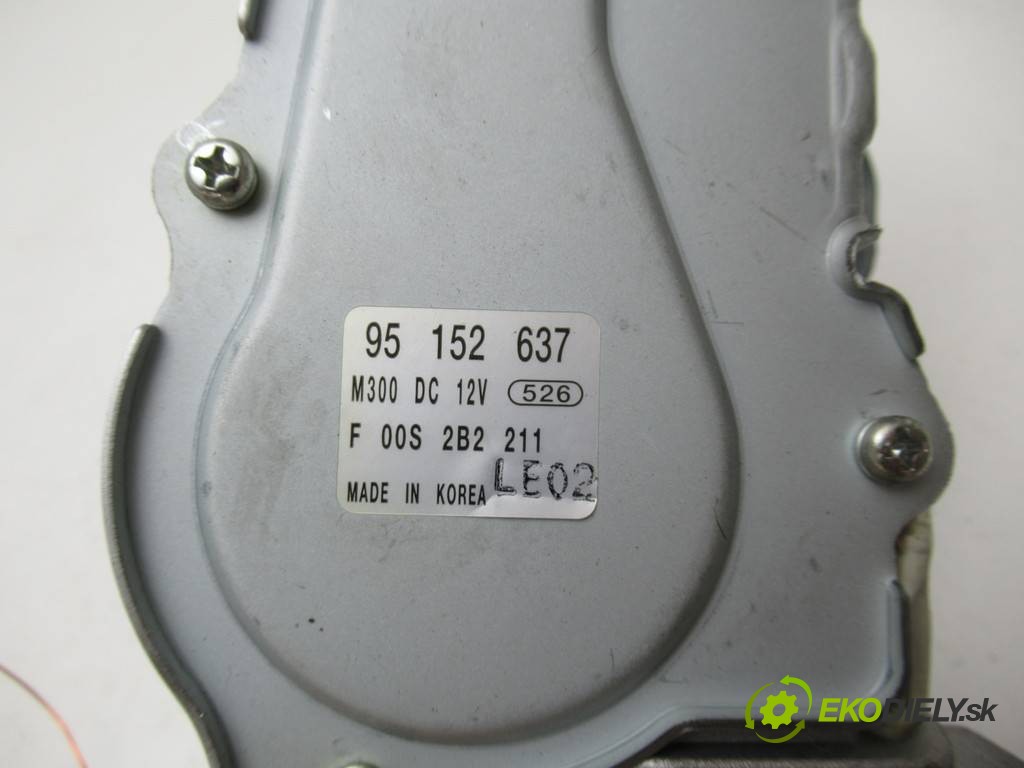 95 152 637
M300 DC 12V 526
F 00S 2B2 211
MADE IN KOREA LE02
EKODIELY.sk